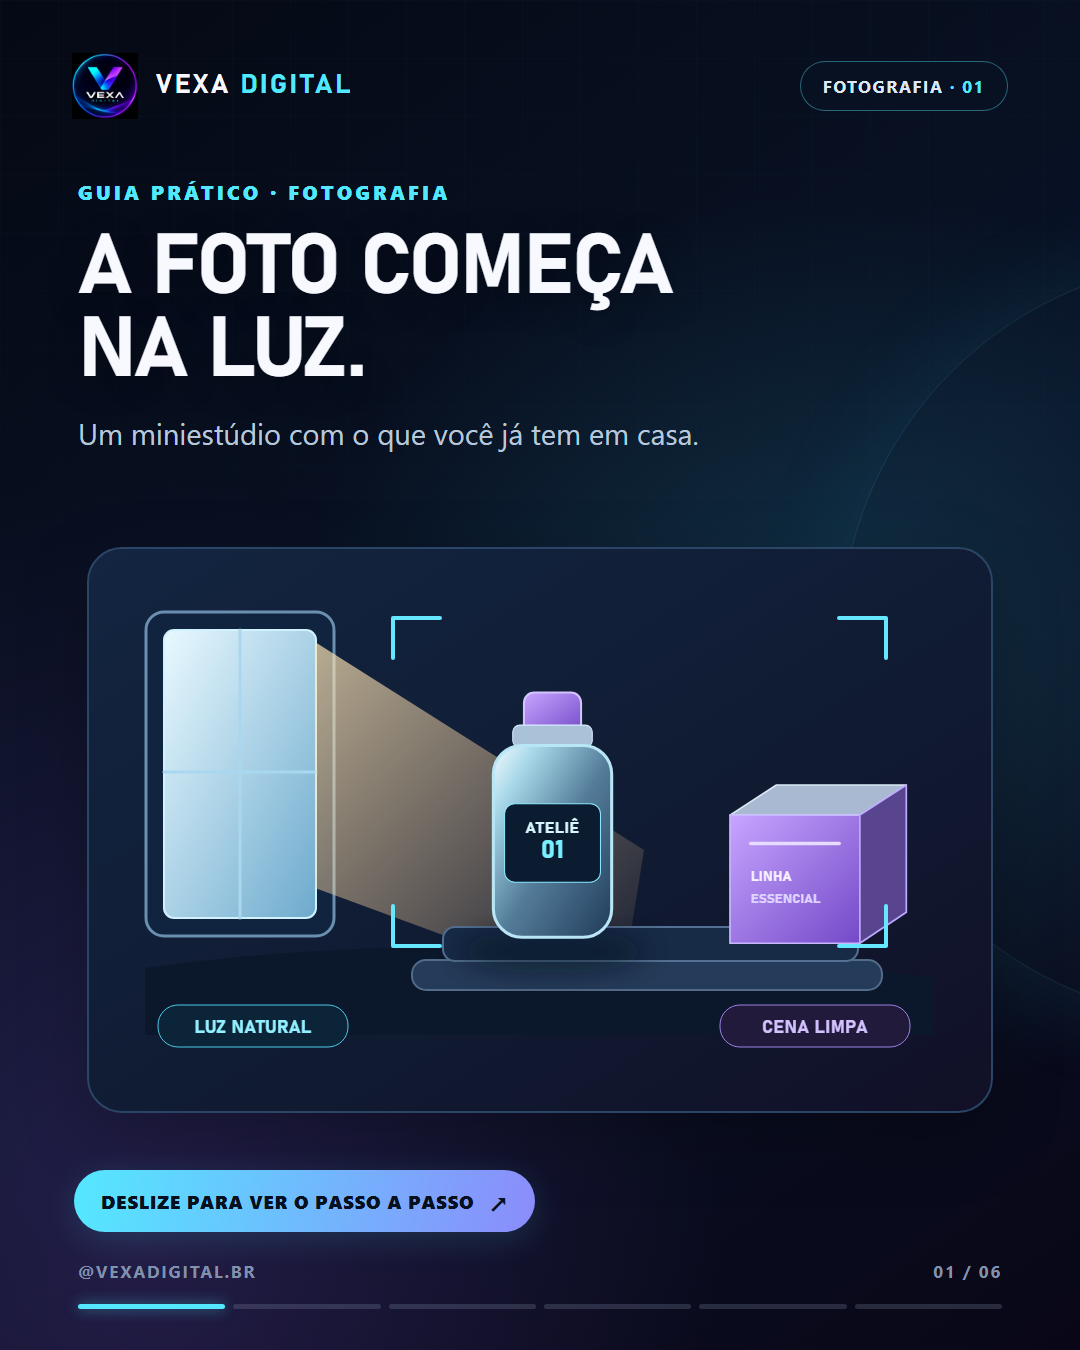 VEXA
DIGITAL
VEXA DIGITAL
FOTOGRAFIA · 01
GUIA PRÁTICO · FOTOGRAFIA
A FOTO COMEÇA
NA LUZ.
Um miniestúdio com o que você já tem em casa.
ATELIÊ
01
LINHA
ESSENCIAL
LUZ NATURAL
CENA LIMPA
DESLIZE PARA VER O PASSO A PASSO ↗
@VEXADIGITAL.BR
01 / 06